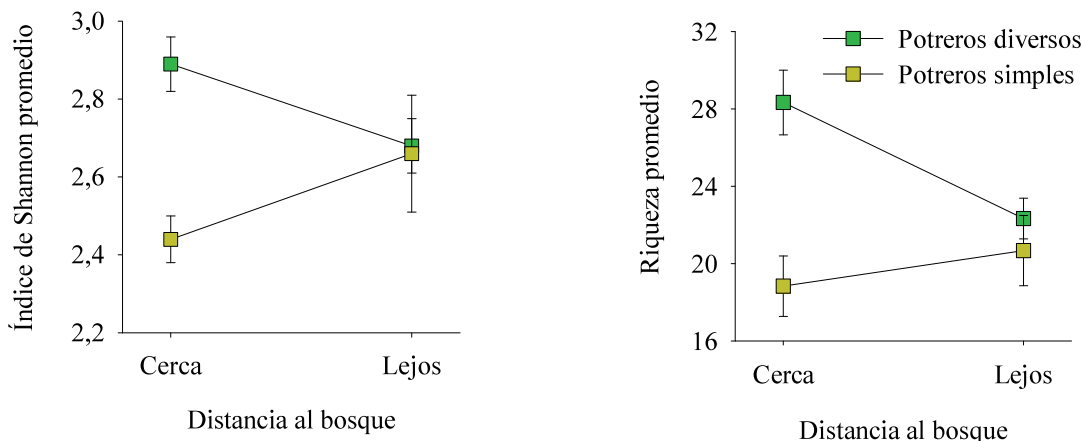 Índice de Shannon promedio
3,0
2,8
2,6
2,4
2,2
Cerca
Lejos
Distancia al bosque
Riqueza promedio
32
28
24
20
16
Potreros diversos
Potreros simples
Cerca
Lejos
Distancia al bosque